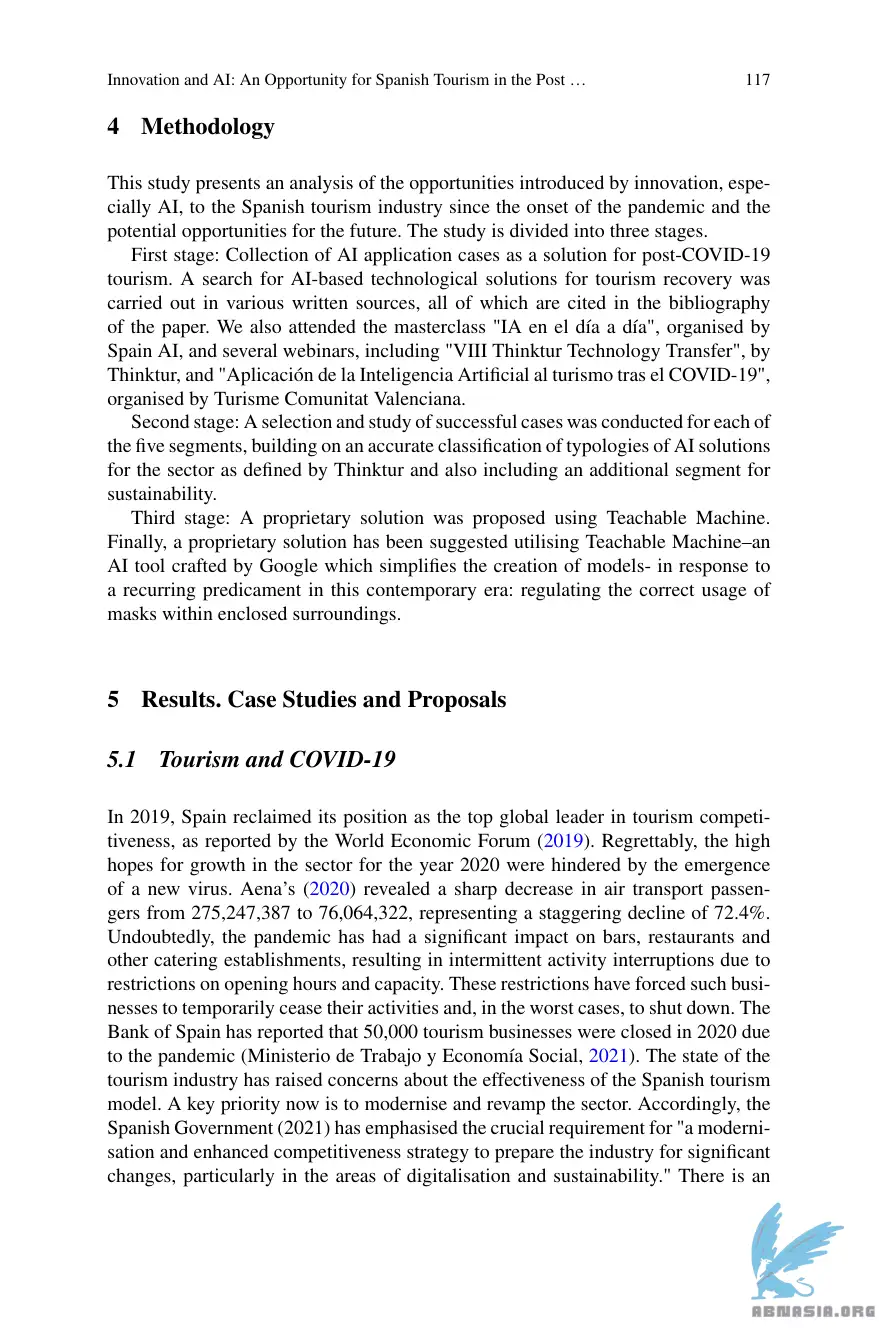 Innovation and AI: An Opportunity for Spanish Tourism in the Post … 117
4 Methodology
This study presents an analysis of the opportunities introduced by innovation, espe-
cially AI, to the Spanish tourism industry since the onset of the pandemic and the
potential opportunities for the future. The study is divided into three stages.
First stage: Collection of AI application cases as a solution for post-COVID-19
tourism. A search for AI-based technological solutions for tourism recovery was
carried out in various written sources, all of which are cited in the bibliography
of the paper. We also attended the masterclass "IA en el día a día", organised by
Spain AI, and several webinars, including "VIII Thinktur Technology Transfer", by
Thinktur, and "Aplicación de la Inteligencia Artificial al turismo tras el COVID-19",
organised by Turisme Comunitat Valenciana.
Second stage: A selection and study of successful cases was conducted for each of
the five segments, building on an accurate classification of typologies of AI solutions
for the sector as defined by Thinktur and also including an additional segment for
sustainability.
Third stage: A proprietary solution was proposed using Teachable Machine.
Finally, a proprietary solution has been suggested utilising Teachable Machine–an
AI tool crafted by Google which simplifies the creation of models- in response to
a recurring predicament in this contemporary era: regulating the correct usage of
masks within enclosed surroundings.
5 Results. Case Studies and Proposals
5.1 Tourism and COVID-19
In 2019, Spain reclaimed its position as the top global leader in tourism competi-
tiveness, as reported by the World Economic Forum (2019). Regrettably, the high
hopes for growth in the sector for the year 2020 were hindered by the emergence
of a new virus. Aena’s (2020) revealed a sharp decrease in air transport passen-
gers from 275,247,387 to 76,064,322, representing a staggering decline of 72.4%.
Undoubtedly, the pandemic has had a significant impact on bars, restaurants and
other catering establishments, resulting in intermittent activity interruptions due to
restrictions on opening hours and capacity. These restrictions have forced such busi-
nesses to temporarily cease their activities and, in the worst cases, to shut down. The
Bank of Spain has reported that 50,000 tourism businesses were closed in 2020 due
to the pandemic (Ministerio de Trabajo y Economía Social, 2021). The state of the
tourism industry has raised concerns about the effectiveness of the Spanish tourism
model. A key priority now is to modernise and revamp the sector. Accordingly, the
Spanish Government (2021) has emphasised the crucial requirement for "a moderni-
sation and enhanced competitiveness strategy to prepare the industry for significant
changes, particularly in the areas of digitalisation and sustainability." There is an
ABNASIA.ORG